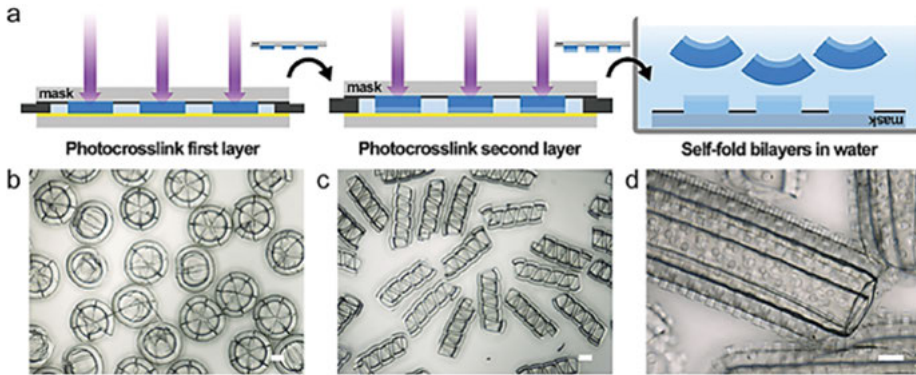 a
mask
Photocrosslink first layer
mask
Photocrosslink second layer
mask
Self-fold bilayers in water
b
c
d